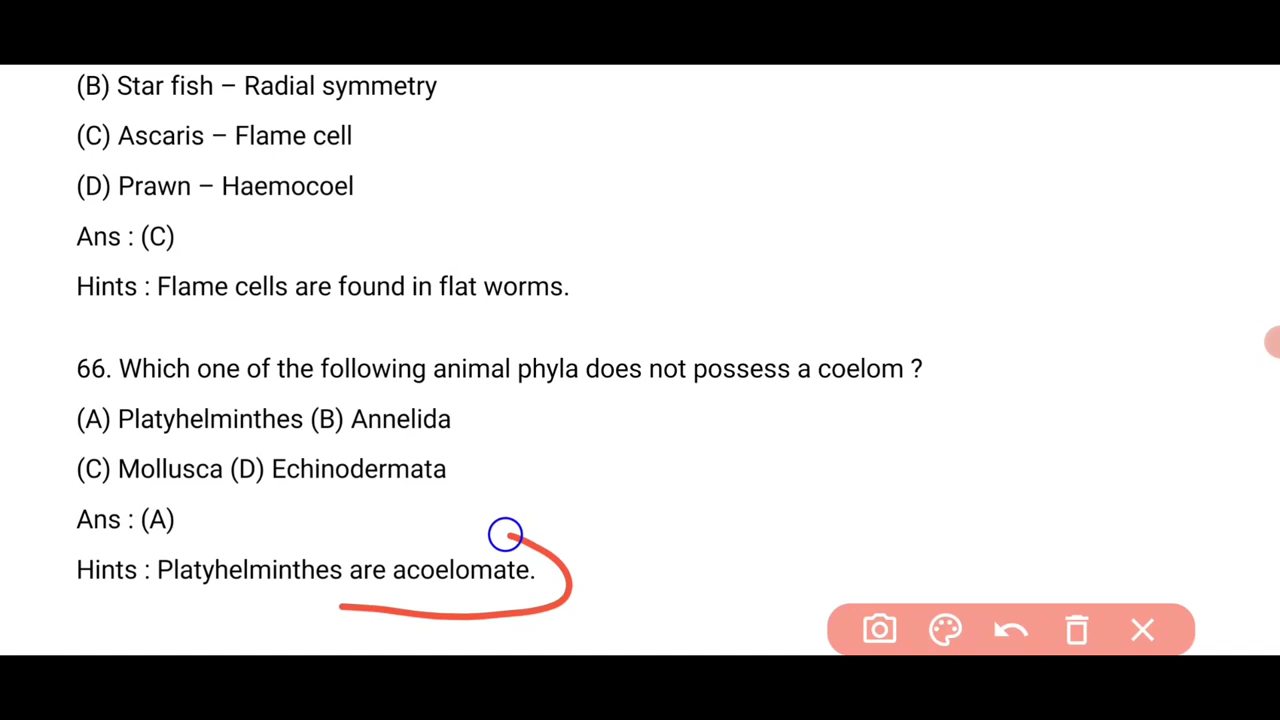 (B) Star fish – Radial symmetry
(C) Ascaris – Flame cell
(D) Prawn – Haemocoel
Ans : (C)
Hints : Flame cells are found in flat worms.
66. Which one of the following animal phyla does not possess a coelom ?
(A) Platyhelminthes (B) Annelida
(C) Mollusca (D) Echinodermata
Ans : (A)
Hints : Platyhelminthes are acoelomate.